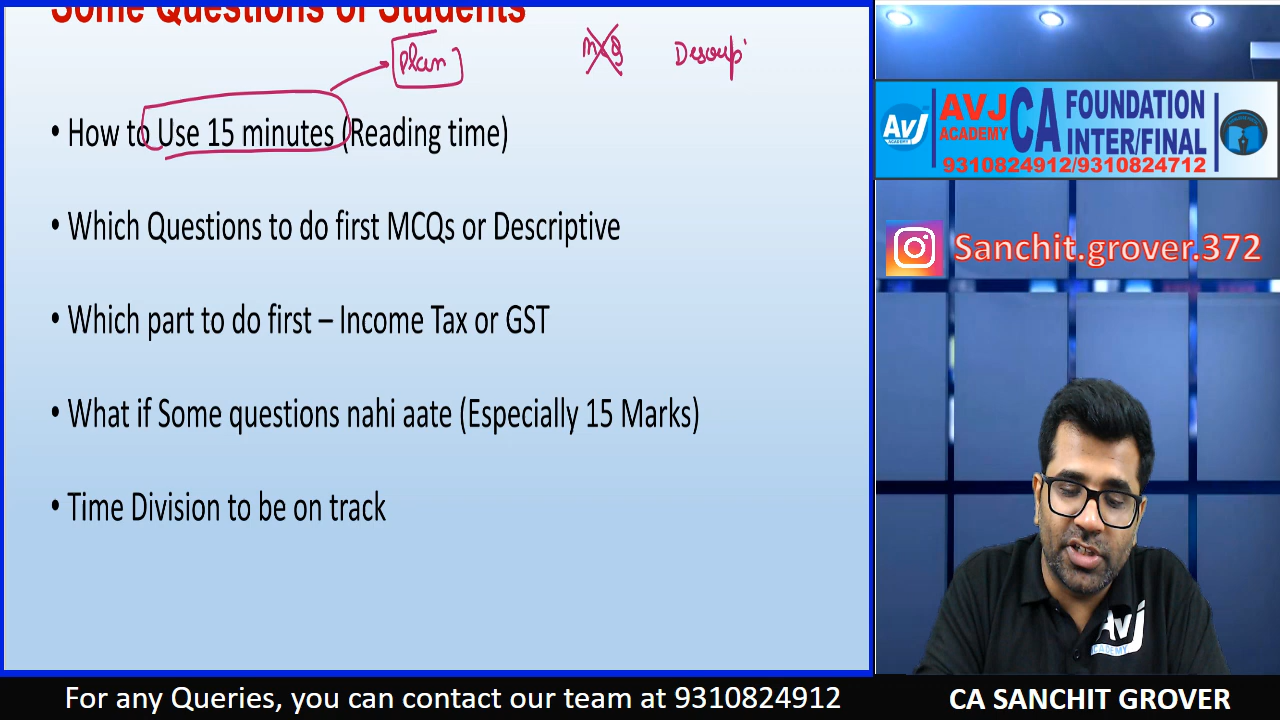 Some Questions of Students
Plan
MCQ
• How to Use 15 minutes (Reading time)
• Which Questions to do first MCQs or Descriptive
• Which part to do first – Income Tax or GST
• What if Some questions nahi aate (Especially 15 Marks)
• Time Division to be on track
AVJ
ACADEMY
AVJ
ACADEMY
CA
FOUNDATION
INTER/FINAL
9310824912/9310824712
Sanchit.grover.372
AVJ
ACADEMY
For any Queries, you can contact our team at 9310824912
CA SANCHIT GROVER